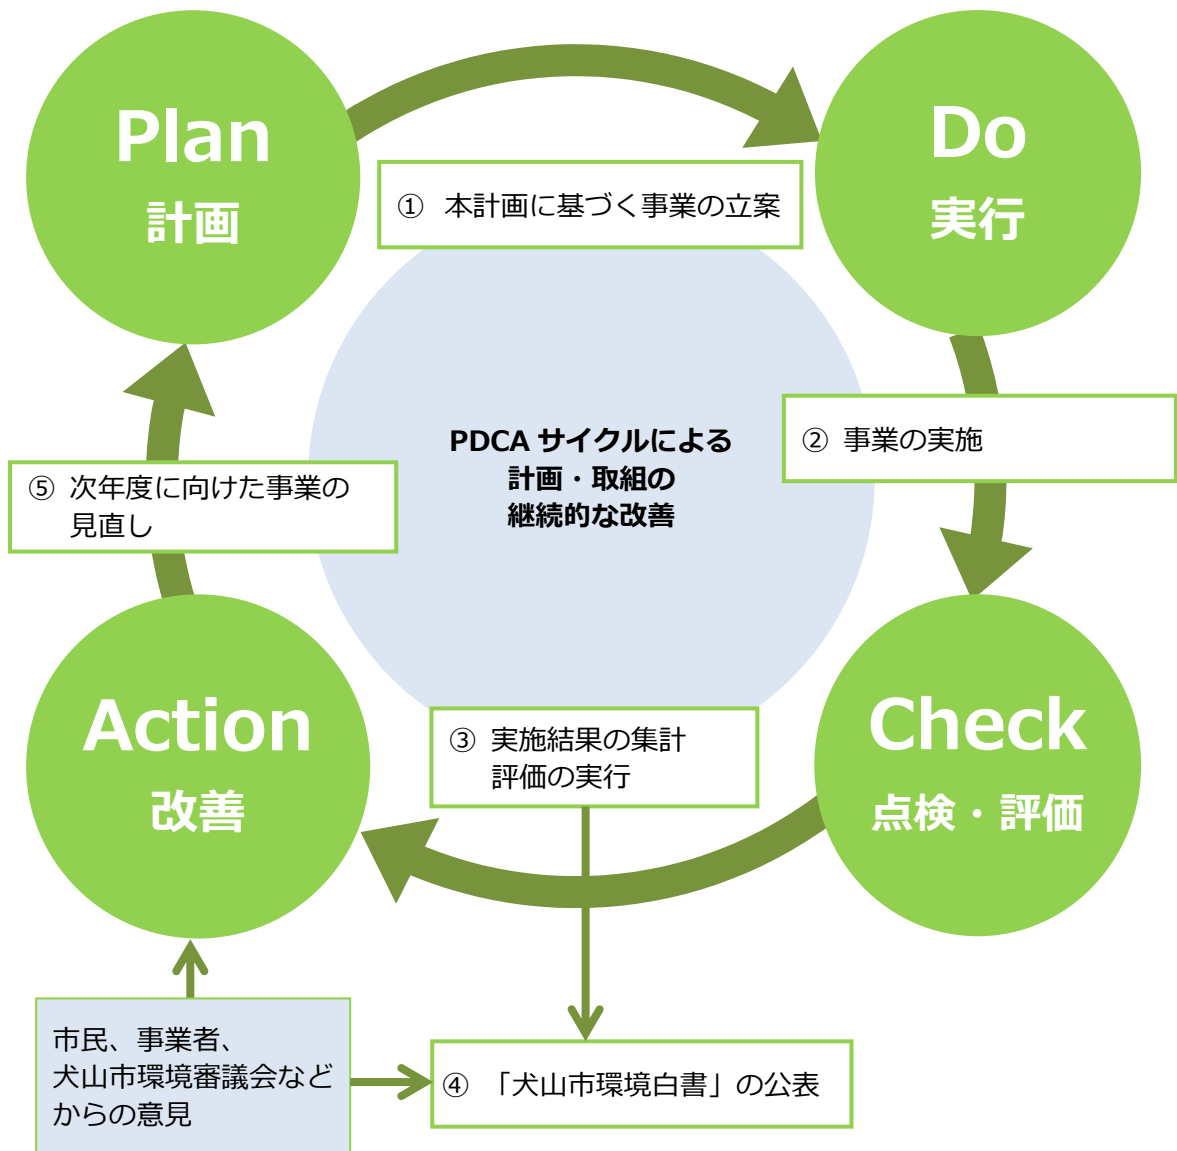 Plan
計画
Do
実行
① 本計画に基づく事業の立案
② 事業の実施
PDCA サイクルによる
計画・取組の
継続的な改善
⑤ 次年度に向けた事業の
見直し
Action
改善
Check
点検・評価
③ 実施結果の集計
評価の実行
市民、事業者、
犬山市環境審議会など
からの意見
④ 「犬山市環境白書」の公表